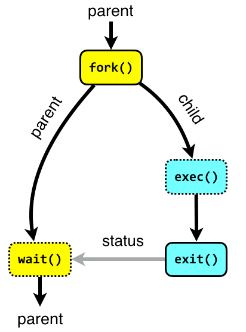 parent
fork()
parent
child
exec()
status
wait()
exit()
parent